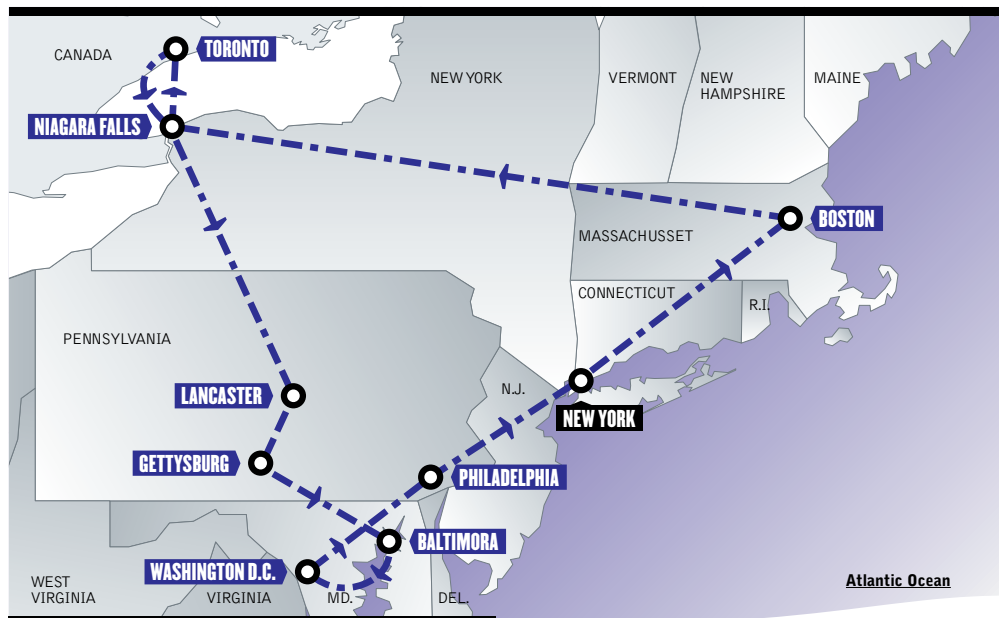 TORONTO
CANADA
NEW YORK
VERMONT
NEW
HAMPSHIRE
MAINE
NIAGARA FALLS
BOSTON
MASSACHUSSET
CONNECTICUT
R.I.
PENNSYLVANIA
LANCASTER
N.J.
NEW YORK
GETTYSBURG
PHILADELPHIA
BALTIMORA
WASHINGTON D.C.
WEST
VIRGINIA
VIRGINIA
MD.
DEL.
Atlantic Ocean